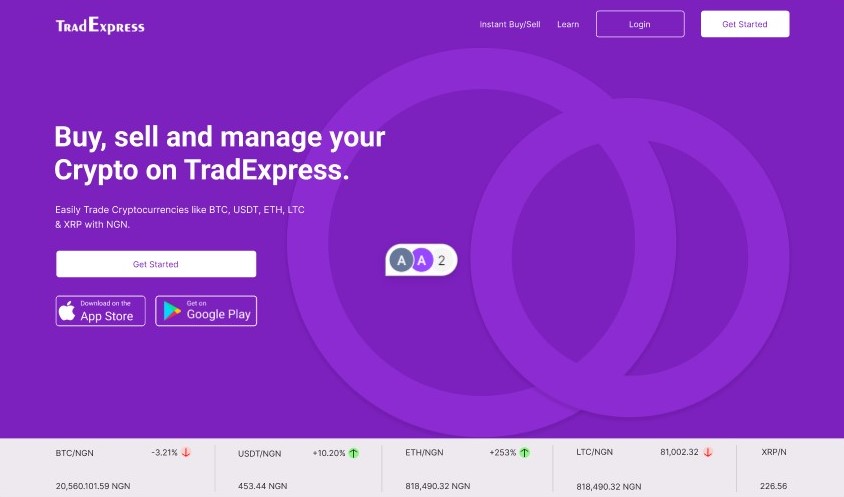 TradExpress
Instant Buy/Sell Learn Login Get Started
Buy, sell and manage your
Crypto on TradExpress.
Easily Trade Cryptocurrencies like BTC, USDT, ETH, LTC
& XRP with NGN.
A A 2
Get Started
Download on the
App Store
Get on
Google Play
BTC/NGN -3.21%
20,560.101.59 NGN
USDT/NGN +10.20%
453.44 NGN
ETH/NGN +253%
818,490.32 NGN
LTC/NGN 81,002.32
818,490.32 NGN
XRP/N
226.56